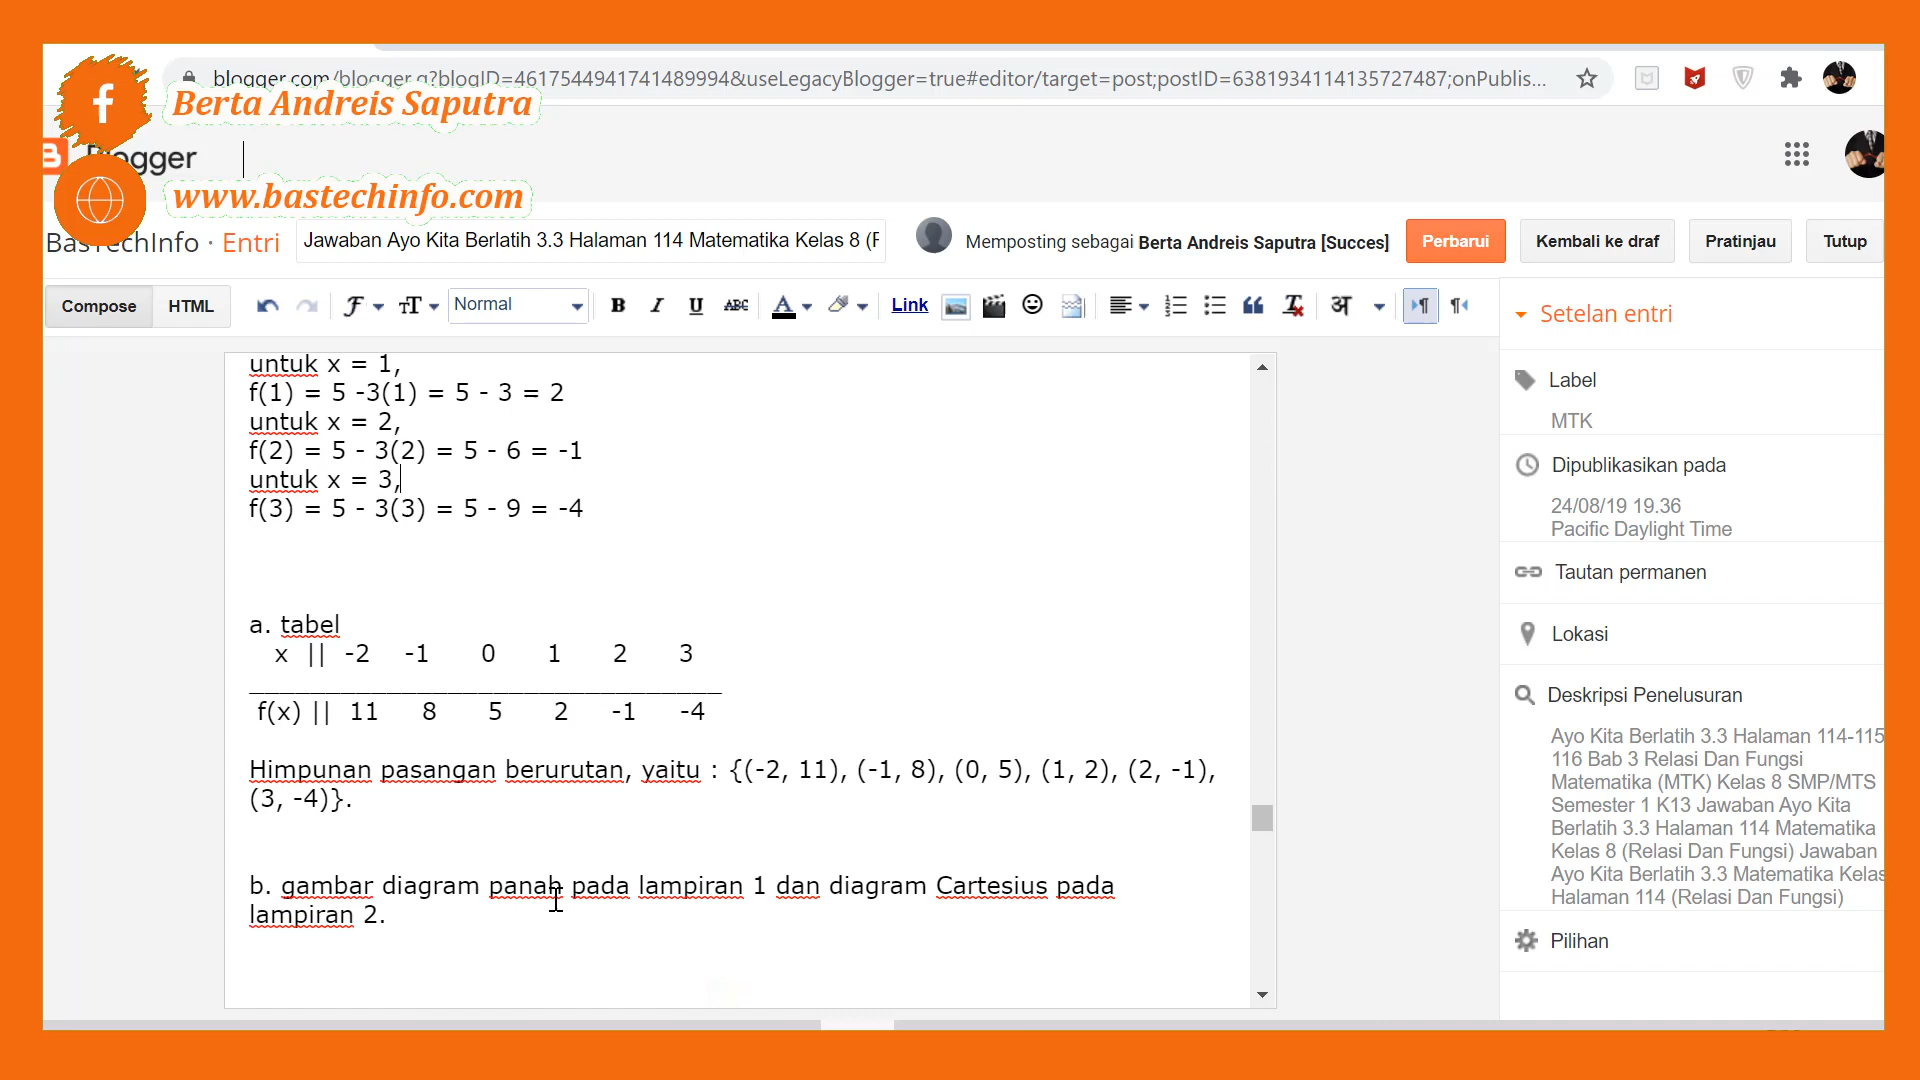 blogger.com/blogger.g?blogID=4617544941741489994&useLegacyBlogger=true#editor/target=post;postID=6381934114135727487;onPublis...
Berta Andreis Saputra
Blogger
www.bastechinfo.com
BasTechInfo · Entri
Jawaban Ayo Kita Berlatih 3.3 Halaman 114 Matematika Kelas 8 (F
Memposting sebagai Berta Andreis Saputra [Succes]
Perbarui
Kembali ke draf
Pratinjau
Tutup
Compose
HTML
Normal
Link
untuk x = 1,
f(1) = 5 -3(1) = 5 - 3 = 2
untuk x = 2,
f(2) = 5 - 3(2) = 5 - 6 = -1
untuk x = 3,
f(3) = 5 - 3(3) = 5 - 9 = -4
a. tabel
x || -2 -1 0 1 2 3
f(x) || 11 8 5 2 -1 -4
Himpunan pasangan berurutan, yaitu : {(-2, 11), (-1, 8), (0, 5), (1, 2), (2, -1),
(3, -4)}.
b. gambar diagram panah pada lampiran 1 dan diagram Cartesius pada
lampiran 2.
Setelan entri
Label
MTK
Dipublikasikan pada
24/08/19 19.36
Pacific Daylight Time
Tautan permanen
Lokasi
Deskripsi Penelusuran
Ayo Kita Berlatih 3.3 Halaman 114-115
116 Bab 3 Relasi Dan Fungsi
Matematika (MTK) Kelas 8 SMP/MTS
Semester 1 K13 Jawaban Ayo Kita
Berlatih 3.3 Halaman 114 Matematika
Kelas 8 (Relasi Dan Fungsi) Jawaban
Ayo Kita Berlatih 3.3 Matematika Kelas
Halaman 114 (Relasi Dan Fungsi)
Pilihan